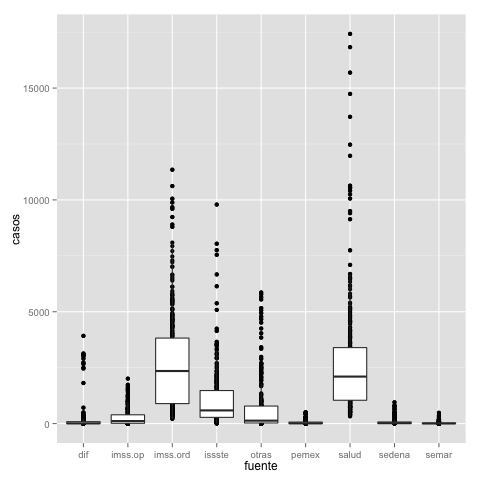 casos
15000
10000
5000
0
dif imss.op imss.ord issste otras pemex salud sedena semar
fuente